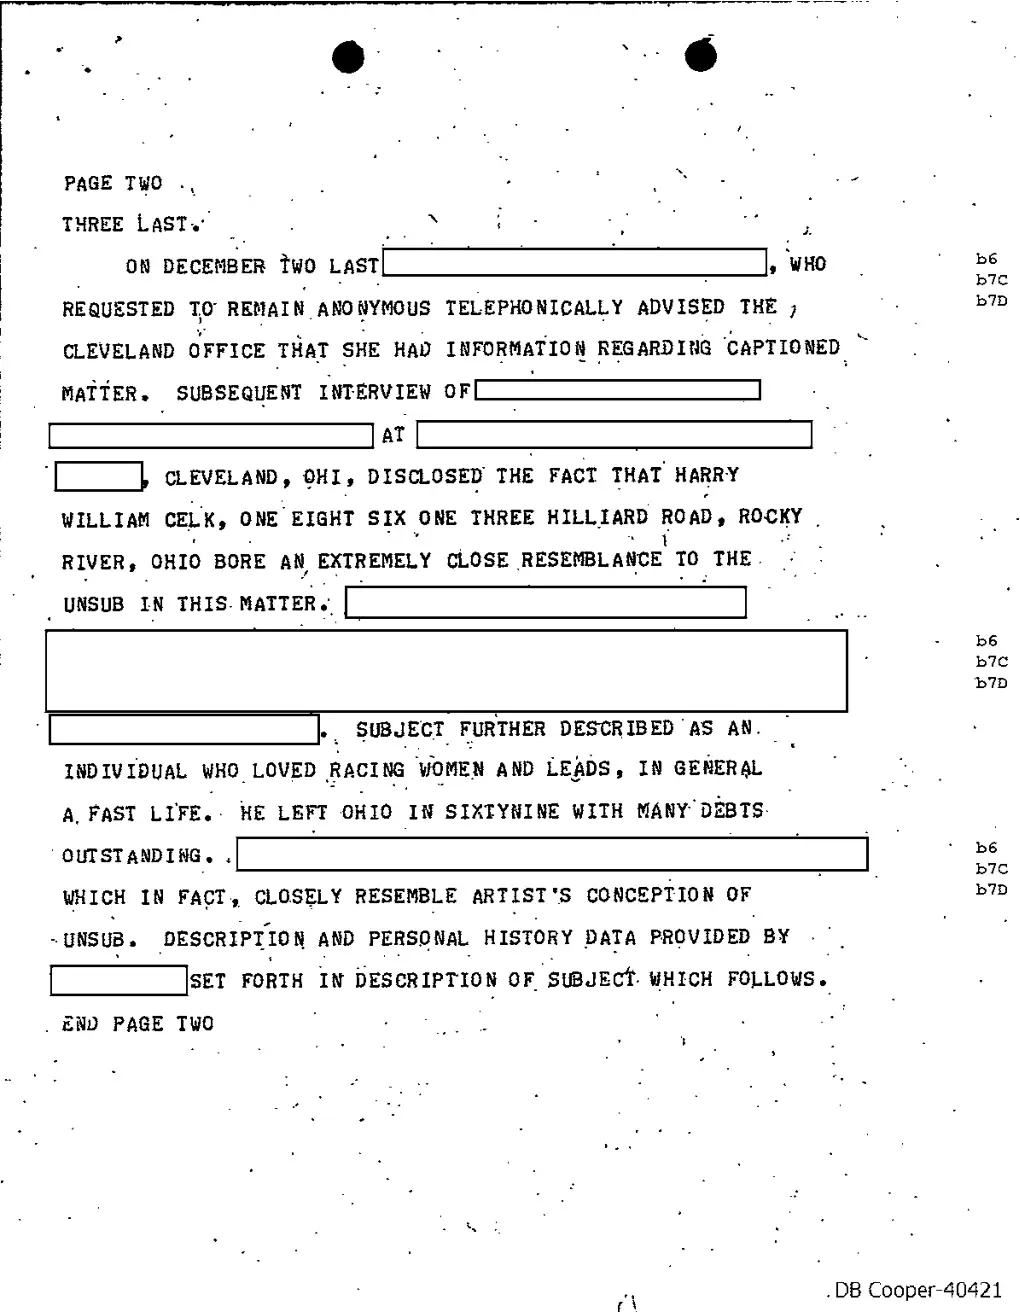 PAGE TWO
THREE LAST.
ON DECEMBER TWO LAST , WHO
b6
b7C
b7D
REQUESTED TO REMAIN ANONYMOUS TELEPHONICALLY ADVISED THE
CLEVELAND OFFICE THAT SHE HAD INFORMATION REGARDING CAPTIONED
MATTER. SUBSEQUENT INTERVIEW OF
AT
, CLEVELAND, OHI, DISCLOSED THE FACT THAT HARRY
WILLIAM CELK, ONE EIGHT SIX ONE THREE HILLIARD ROAD, ROCKY
RIVER, OHIO BORE AN EXTREMELY CLOSE RESEMBLANCE TO THE
UNSUB IN THIS MATTER.
b6
b7C
b7D
. SUBJECT FURTHER DESCRIBED AS AN
INDIVIDUAL WHO LOVED RACING WOMEN AND LEADS, IN GENERAL
A FAST LIFE. HE LEFT OHIO IN SIXTYNINE WITH MANY DEBTS
OUTSTANDING.
b6
b7C
b7D
WHICH IN FACT, CLOSELY RESEMBLE ARTIST'S CONCEPTION OF
UNSUB. DESCRIPTION AND PERSONAL HISTORY DATA PROVIDED BY
SET FORTH IN DESCRIPTION OF SUBJECT WHICH FOLLOWS.
END PAGE TWO
DB Cooper-40421